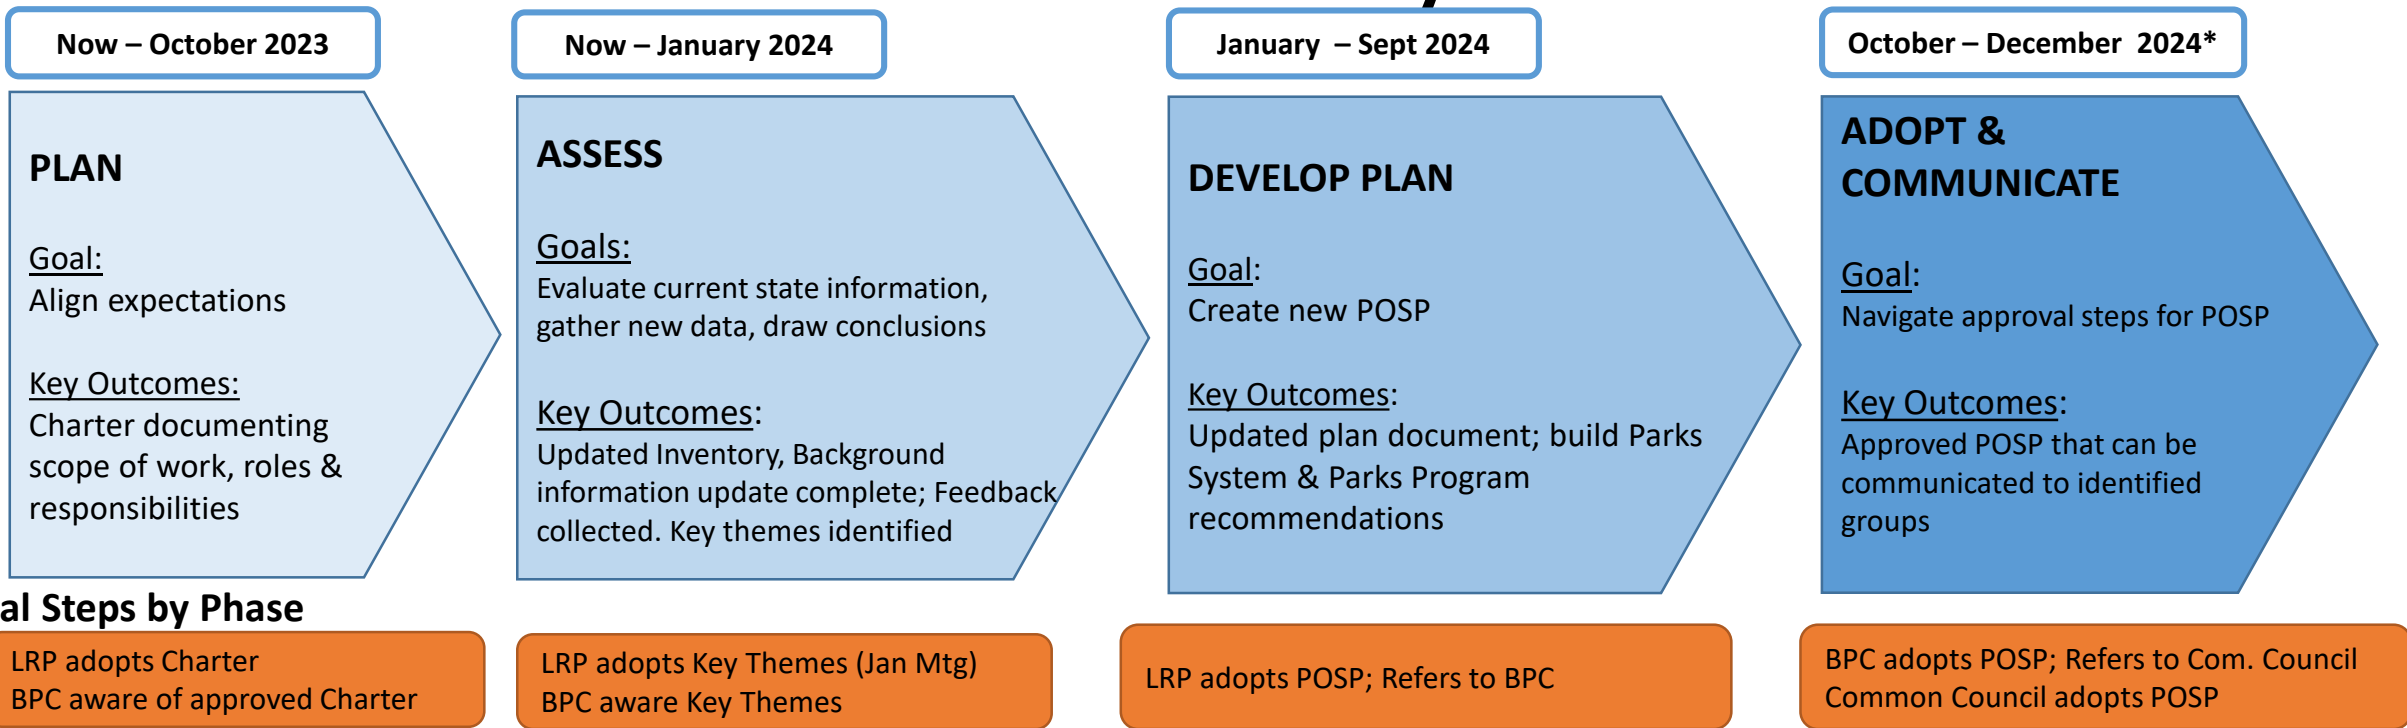 Now – October 2023
Now – January 2024
January – Sept 2024
October – December 2024*
PLAN
Goal:
Align expectations
Key Outcomes:
Charter documenting
scope of work, roles &
responsibilities
ASSESS
Goals:
Evaluate current state information,
gather new data, draw conclusions
Key Outcomes:
Updated Inventory, Background
information update complete; Feedback
collected. Key themes identified
DEVELOP PLAN
Goal:
Create new POSP
Key Outcomes:
Updated plan document; build Parks
System & Parks Program
recommendations
ADOPT &
COMMUNICATE
Goal:
Navigate approval steps for POSP
Key Outcomes:
Approved POSP that can be
communicated to identified
groups
al Steps by Phase
LRP adopts Charter
BPC aware of approved Charter
LRP adopts Key Themes (Jan Mtg)
BPC aware Key Themes
LRP adopts POSP; Refers to BPC
BPC adopts POSP; Refers to Com. Council
Common Council adopts POSP